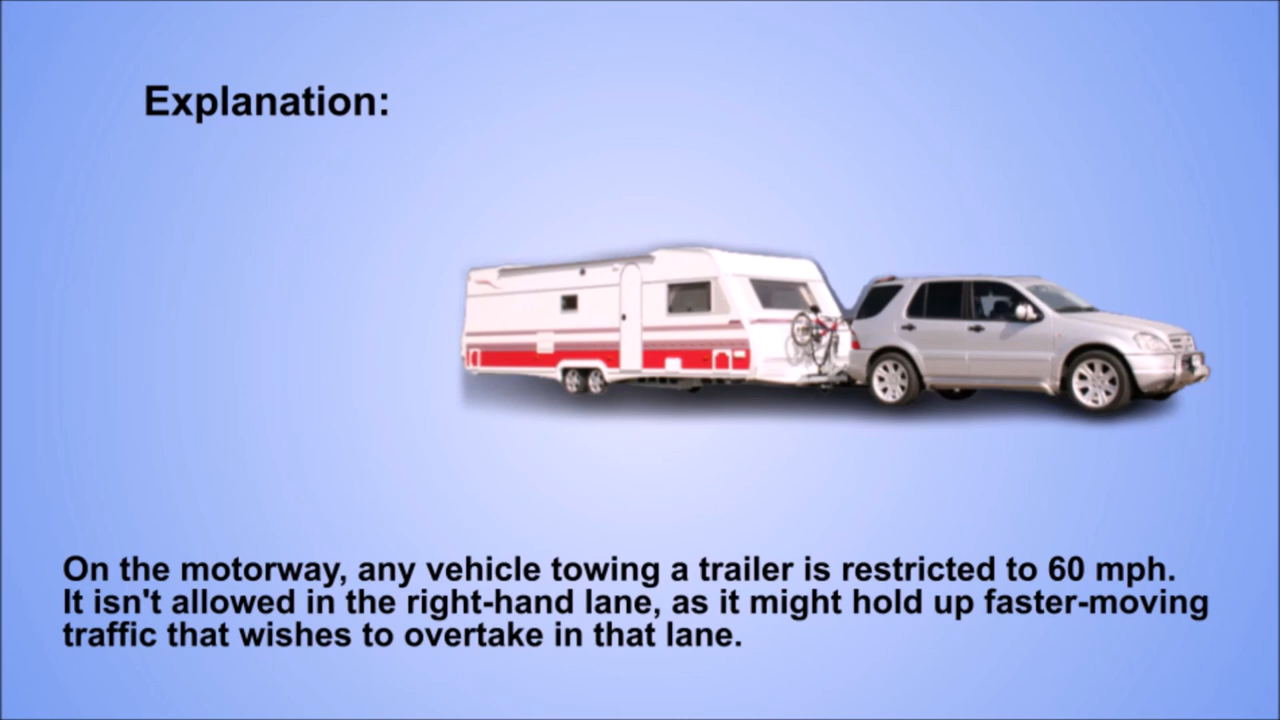 Explanation:
On the motorway, any vehicle towing a trailer is restricted to 60 mph.
It isn't allowed in the right-hand lane, as it might hold up faster-moving
traffic that wishes to overtake in that lane.